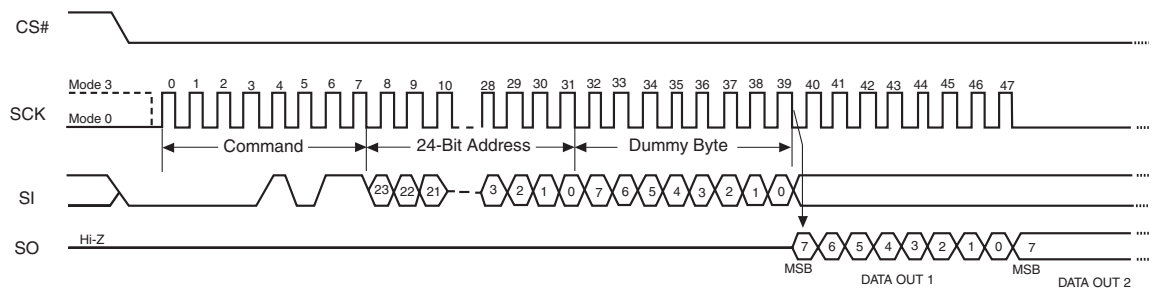 CS#
Mode 3
0 1 2 3 4 5 6 7 8 9 10 28 29 30 31 32 33 34 35 36 37 38 39 40 41 42 43 44 45 46 47
SCK
Mode 0
Command 24-Bit Address Dummy Byte
SI
23 22 21 3 2 1 0 7 6 5 4 3 2 1 0
SO
Hi-Z
7 6 5 4 3 2 1 0 7
MSB DATA OUT 1 MSB DATA OUT 2